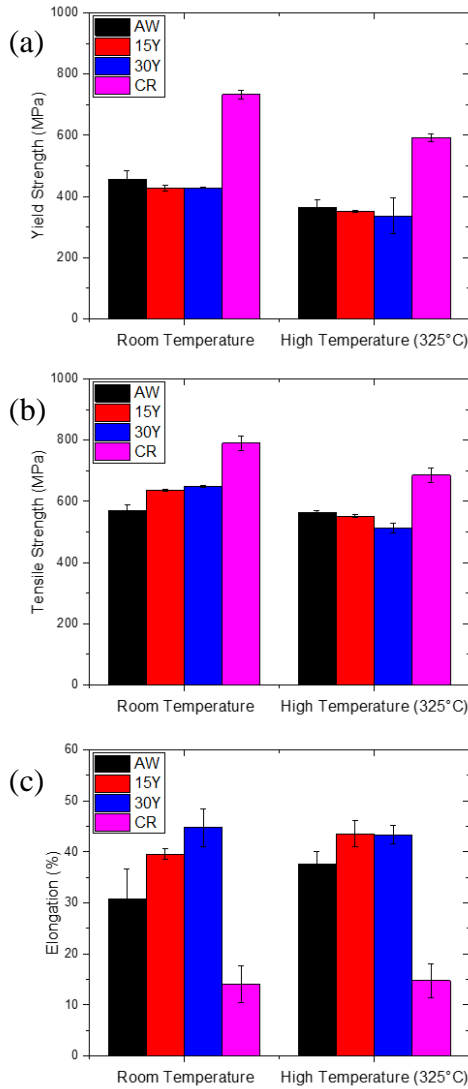 (a)
1000
800
600
400
200
0
Yield Strength (MPa)
AW
15Y
30Y
CR
Room Temperature High Temperature (325°C)
(b)
1000
800
600
400
200
0
Tensile Strength (MPa)
AW
15Y
30Y
CR
Room Temperature High Temperature (325°C)
(c)
60
50
40
30
20
10
0
Elongation (%)
AW
15Y
30Y
CR
Room Temperature High Temperature (325°C)